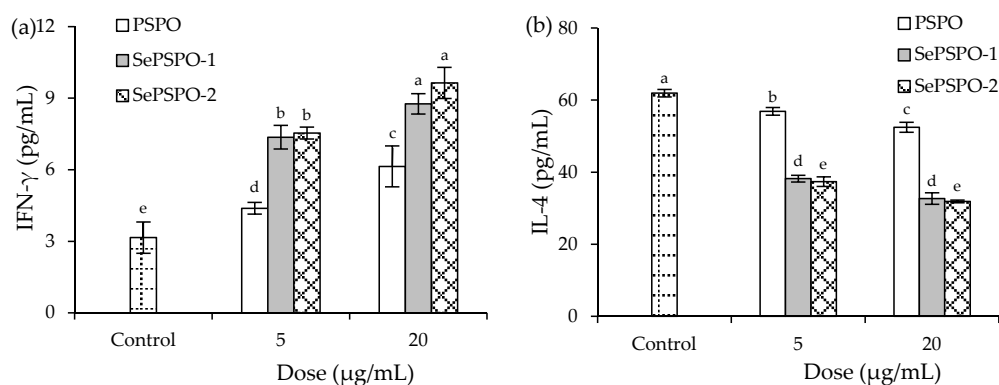 (a)
12
9
6
3
0
IFN-γ (pg/mL)
PSPO
SePSPO-1
SePSPO-2
e
d
b
b
c
a
a
Control
5
20
Dose (μg/mL)
(b)
80
60
40
20
0
IL-4 (pg/mL)
PSPO
SePSPO-1
SePSPO-2
a
b
d
e
c
d
e
Control
5
20
Dose (μg/mL)